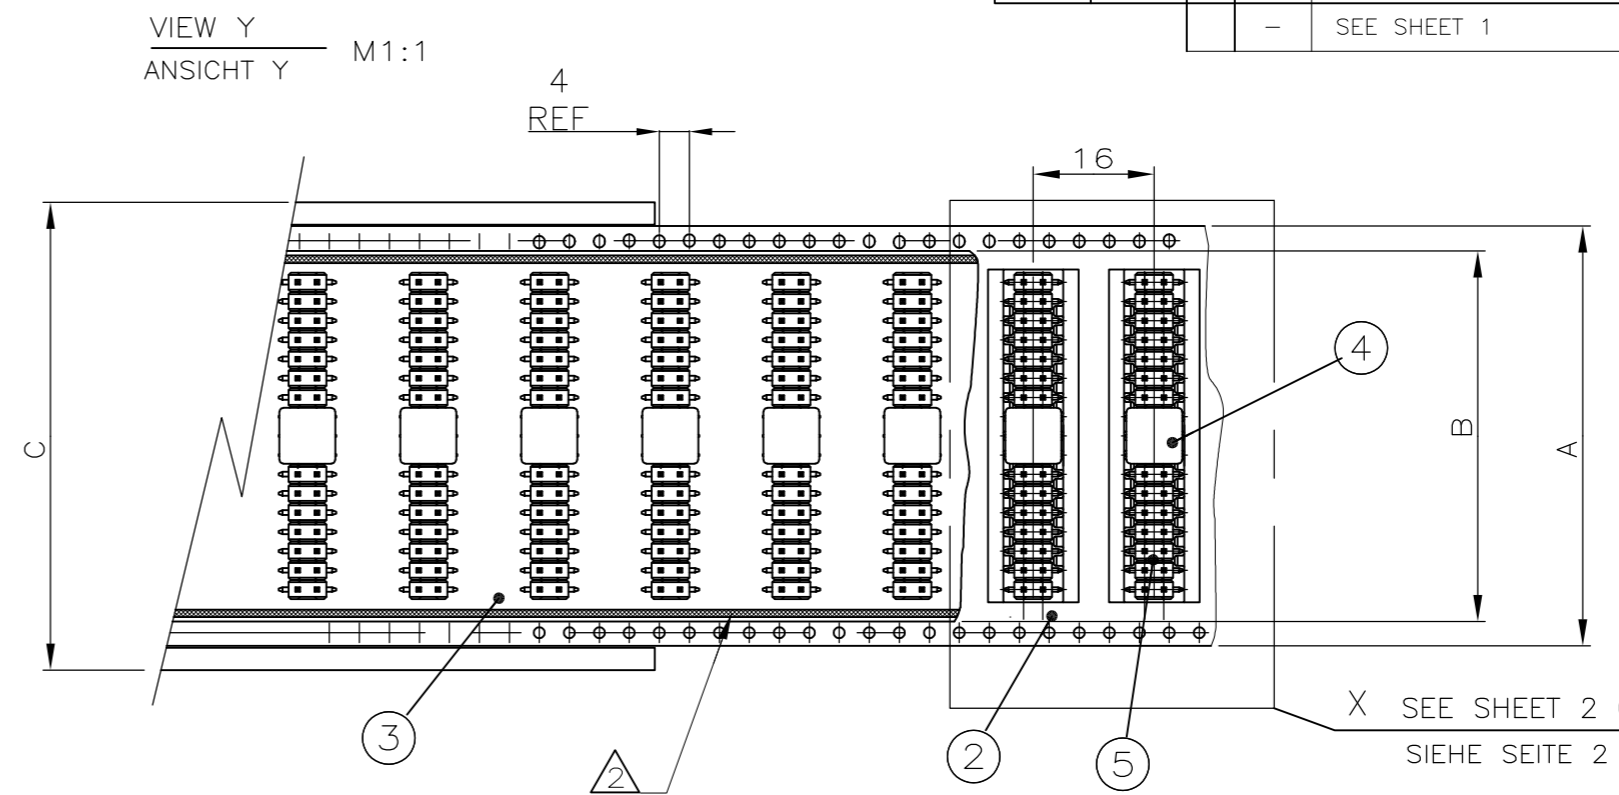 VIEW Y
ANSICHT Y
M1:1
- SEE SHEET 1
4
REF
16
C
B
A
4
3
2
2
5
X SEE SHEET 2
SIEHE SEITE 2